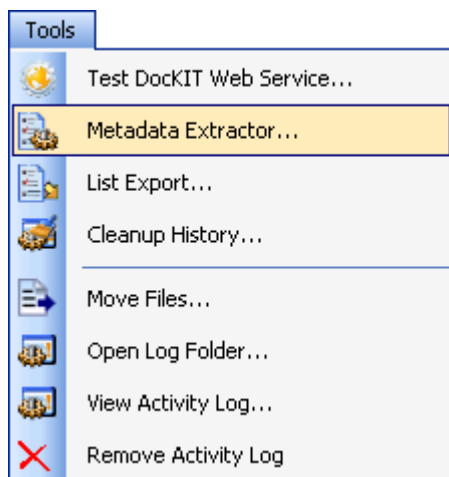 Tools
Test DocKIT Web Service...
Metadata Extractor...
List Export...
Cleanup History...
Move Files...
Open Log Folder...
View Activity Log...
Remove Activity Log